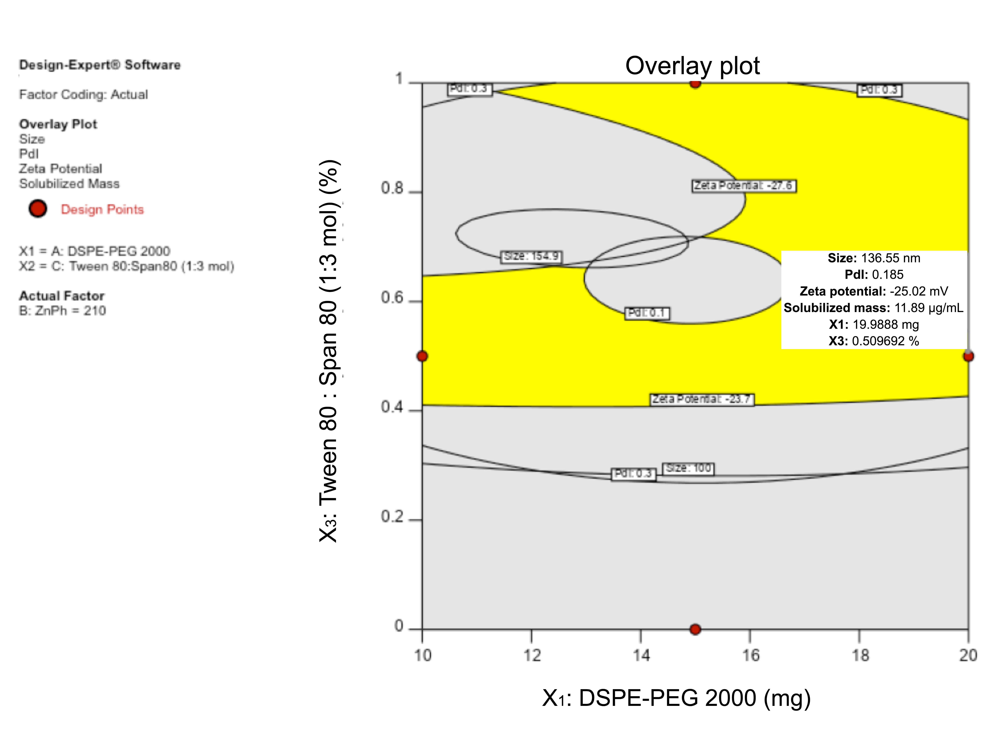 Design-Expert® Software
Factor Coding: Actual
Overlay Plot
Size
PdI
Zeta Potential
Solubilized Mass
Design Points
X1 = A: DSPE-PEG 2000
X2 = C: Tween 80:Span80 (1:3 mol)
Actual Factor
B: ZnPh = 210
Overlay plot
X3: Tween 80 : Span 80 (1:3 mol) (%)
1
0.8
0.6
0.4
0.2
0
PdI: 0.3
PdI: 0.3
Zeta Potential: -27.6
Size: 154.9
PdI: 0.1
Size: 136.55 nm
PdI: 0.185
Zeta potential: -25.02 mV
Solubilized mass: 11.89 µg/mL
X1: 19.9888 mg
X3: 0.509692 %
Zeta Potential: -23.7
Size: 100
PdI: 0.3
10 12 14 16 18 20
X1: DSPE-PEG 2000 (mg)